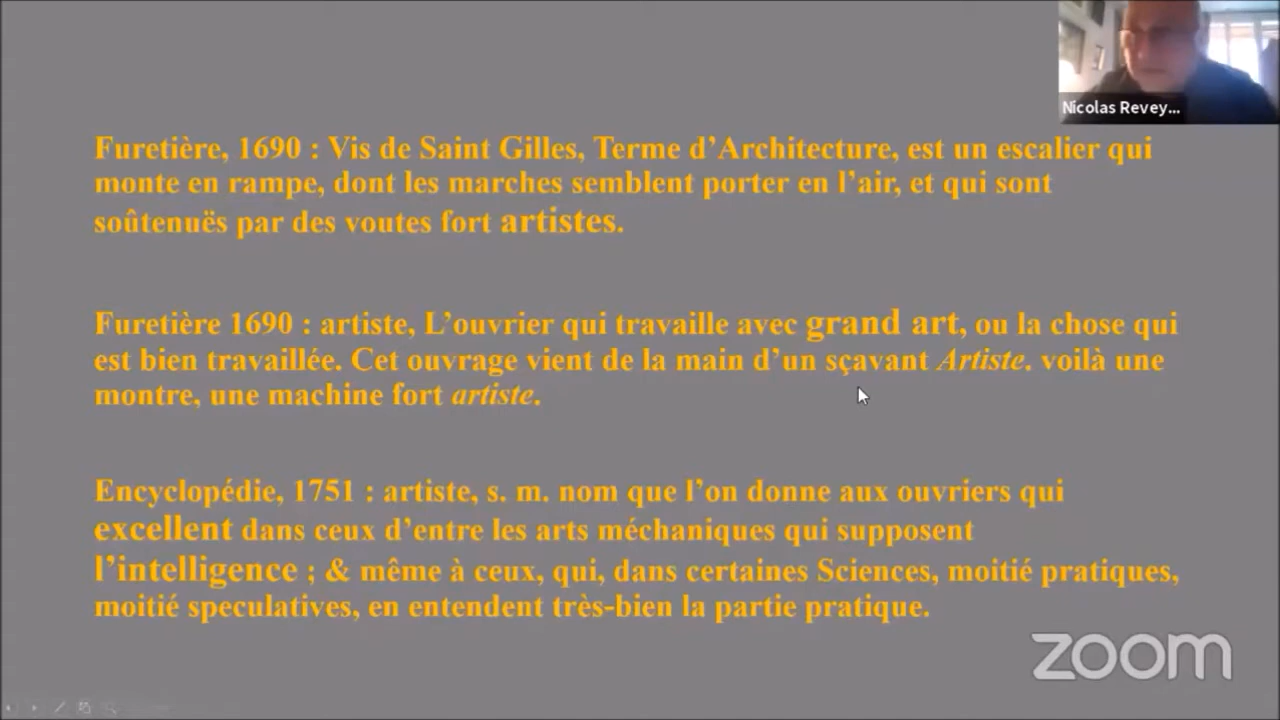 Nicolas Revey...
Furetière, 1690 : Vis de Saint Gilles, Terme d’Architecture, est un escalier qui
monte en rampe, dont les marches semblent porter en l’air, et qui sont
soûtenuës par des voutes fort artistes.
Furetière 1690 : artiste, L’ouvrier qui travaille avec grand art, ou la chose qui
est bien travaillée. Cet ouvrage vient de la main d’un sçavant Artiste. voilà une
montre, une machine fort artiste.
Encyclopédie, 1751 : artiste, s. m. nom que l’on donne aux ouvriers qui
excellent dans ceux d’entre les arts méchaniques qui supposent
l’intelligence ; & même à ceux, qui, dans certaines Sciences, moitié pratiques,
moitié speculatives, en entendent très-bien la partie pratique.
zoom